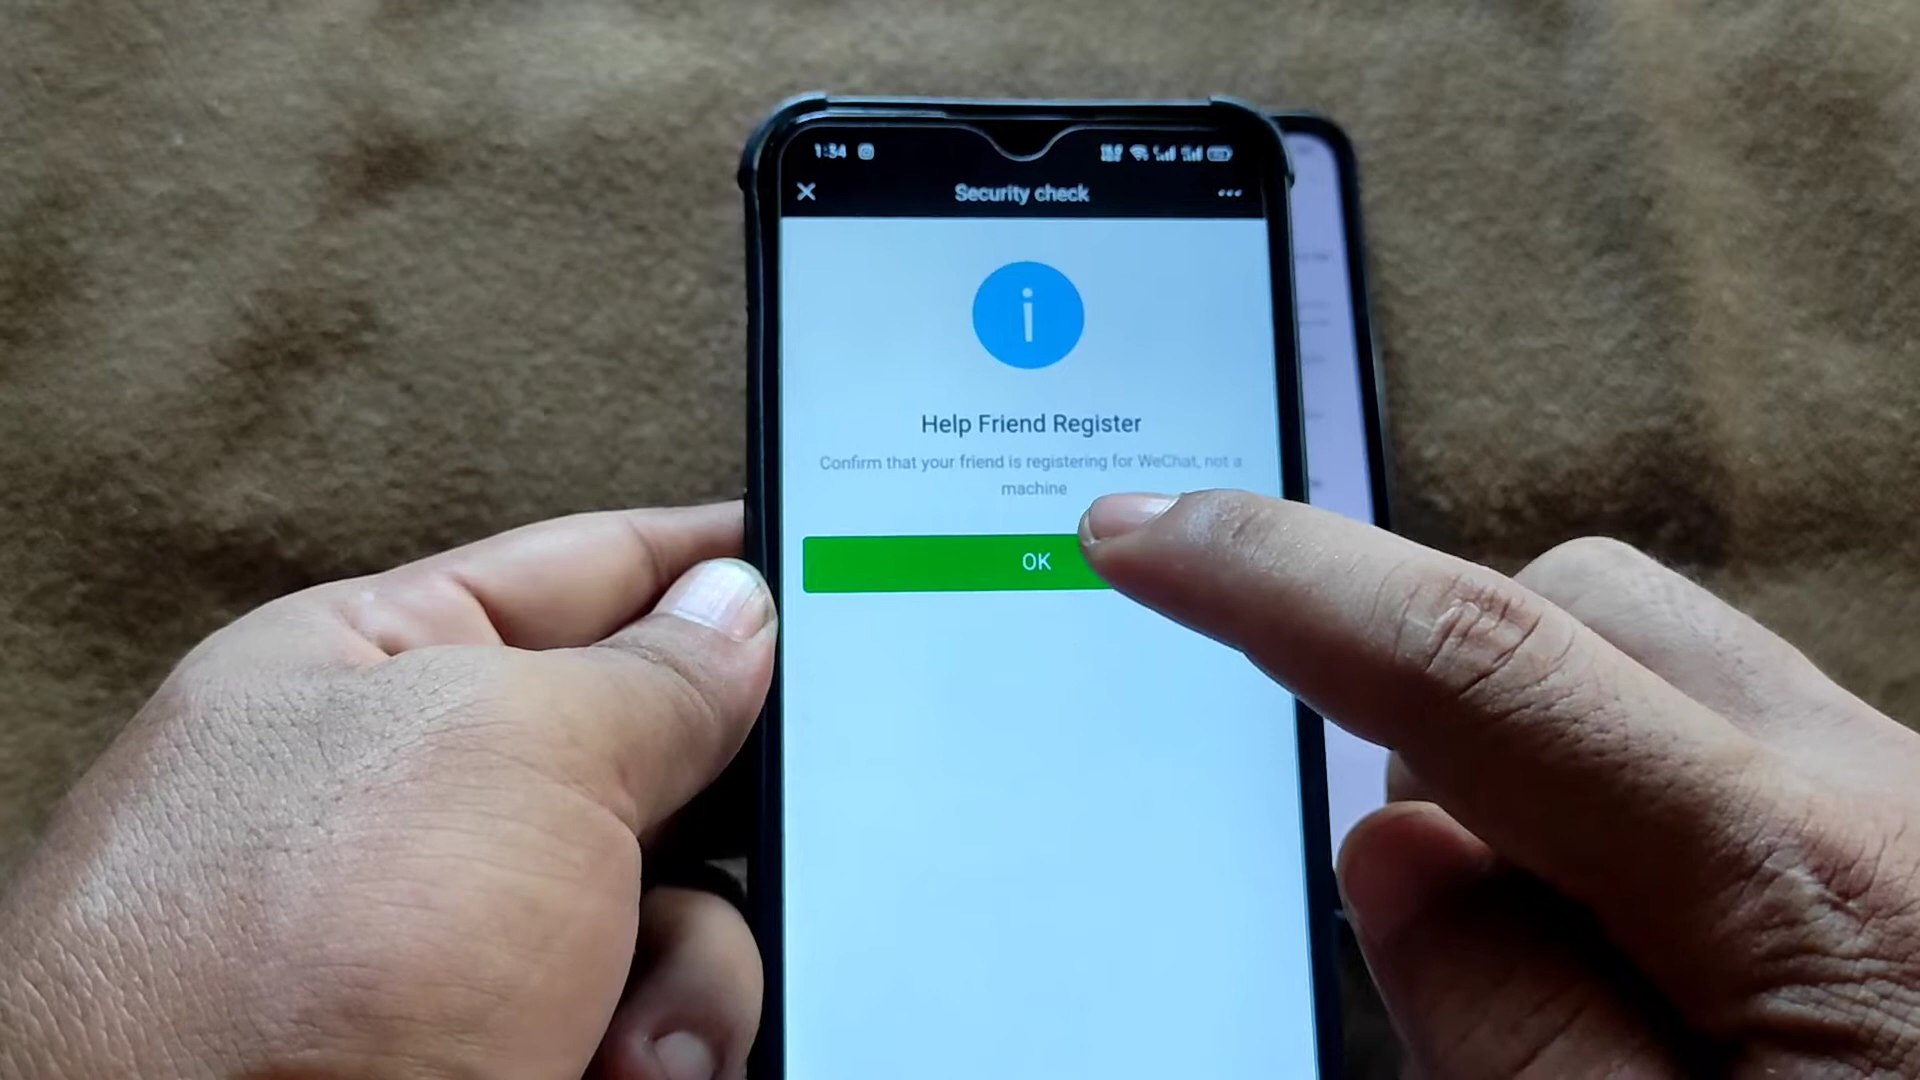 1:34
Security check
Help Friend Register
Confirm that your friend is registering for WeChat, not a
machine
OK